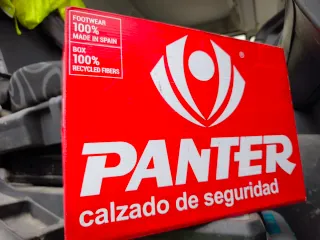 FOOTWEAR
100%
MADE IN SPAIN
BOX
100%
RECYCLED FIBERS
®
PANTER
calzado de seguridad